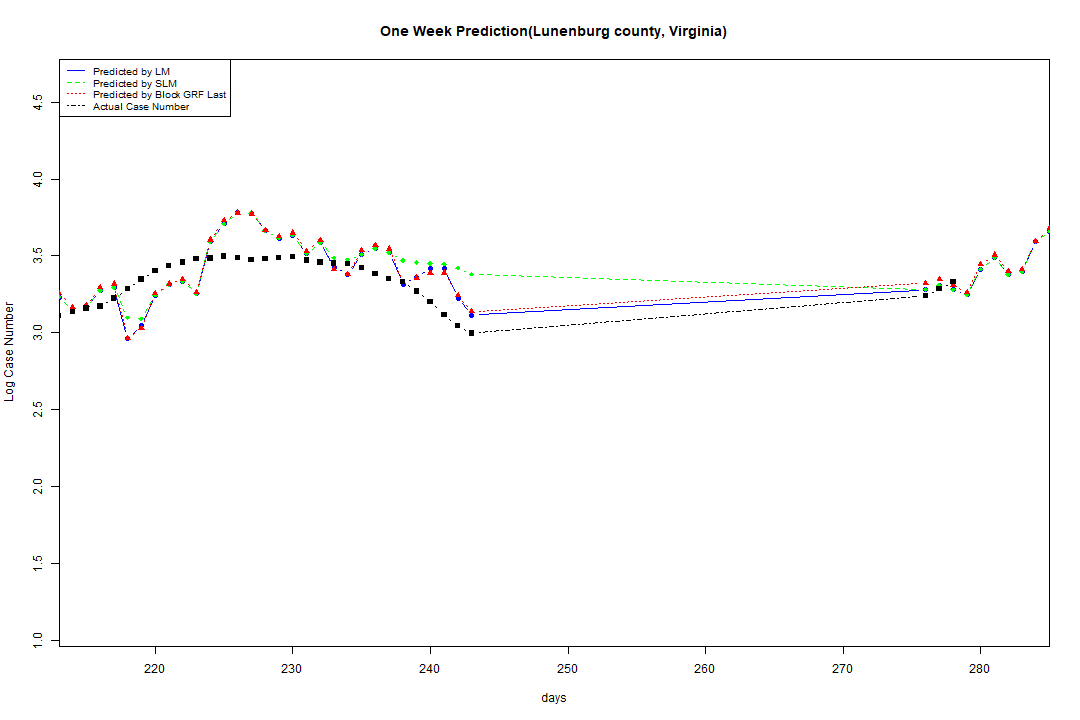 One Week Prediction(Lunenburg county, Virginia)
Predicted by LM
Predicted by SLM
Predicted by Block GRF Last
Actual Case Number
4.5
4.0
3.5
3.0
2.5
2.0
1.5
1.0
Log Case Number
220 230 240 250 260 270 280
days